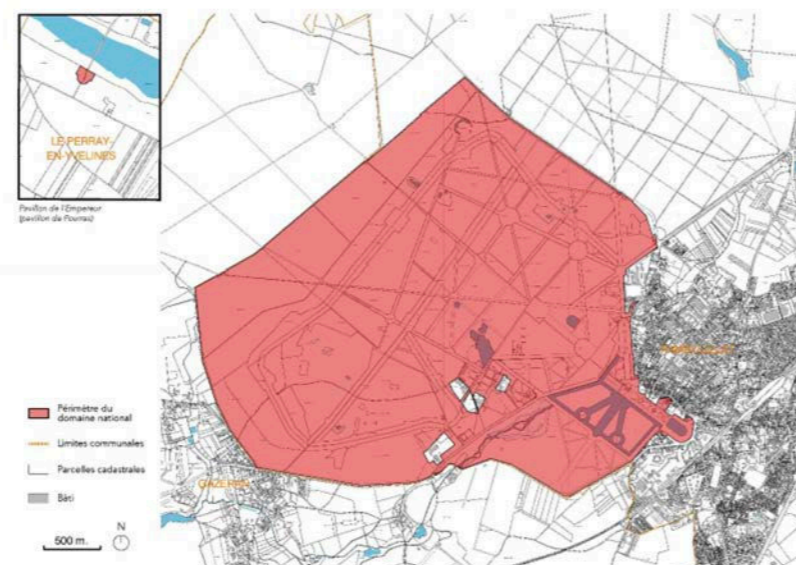 LE PERRAY-
EN-YVELINES
Pavillon de l'Empereur
(pavillon de Pourras)
RAMBOUILLET
GAZERAN
Périmètre du
domaine national
Limites communales
Parcelles cadastrales
Bâti
500 m.
N